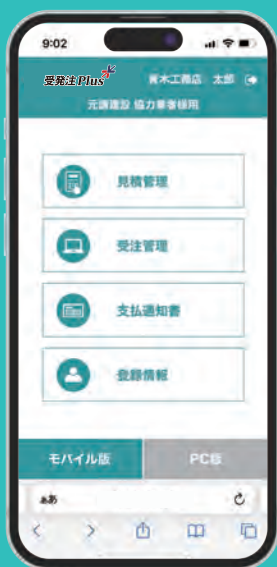 9:02
受発注Plus
青木工務店 太郎
元請建設 協力業者様用
見積管理
受注管理
支払通知書
登録情報
モバイル版
PC版
ぁあ